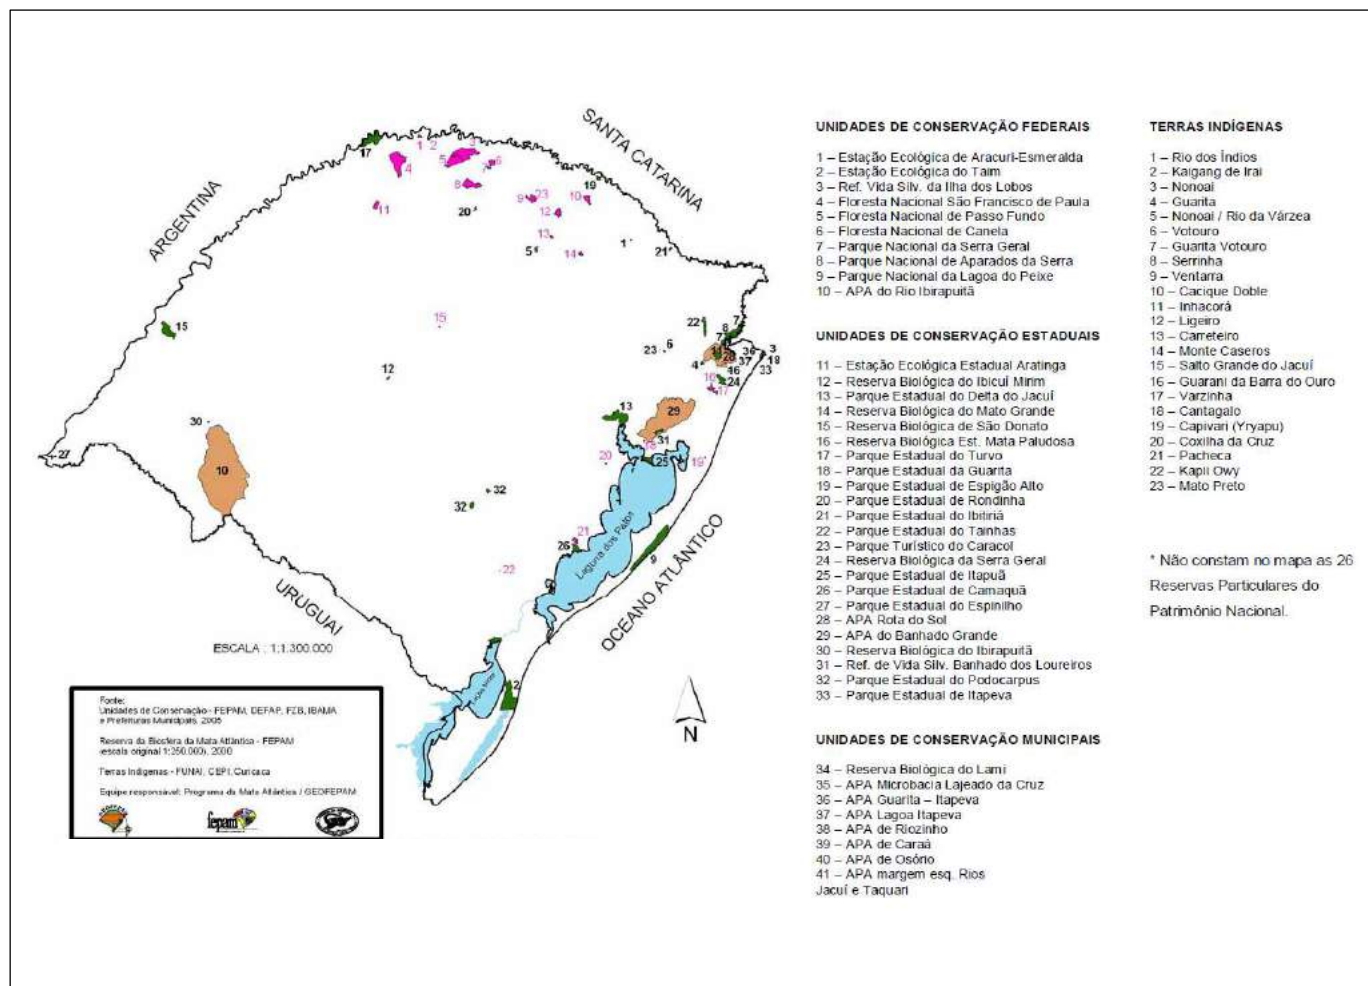 SANTA CATARINA
ARGENTINA
URUGUAI
OCEANO ATLÂNTICO
Laguna dos Patos
ESCALA : 1:1.300.000
N
Fonte:
Unidades de Conservação - FEPAM, DEFAP, FZB, IBAMA
e Prefeituras Municipais, 2005
Reserva da Biosfera da Mata Atlântica - FEPAM
(escala original 1:250.000), 2000
Terras Indígenas - FUNAI, CEPI, Curicaca
Equipe responsável: Programa da Mata Atlântica / GEOFEPAM
fepam
UNIDADES DE CONSERVAÇÃO FEDERAIS
1 – Estação Ecológica de Aracuri-Esmeralda
2 – Estação Ecológica do Taim
3 – Ref. Vida Silv. da Ilha dos Lobos
4 – Floresta Nacional São Francisco de Paula
5 – Floresta Nacional de Passo Fundo
6 – Floresta Nacional de Canela
7 – Parque Nacional da Serra Geral
8 – Parque Nacional de Aparados da Serra
9 – Parque Nacional da Lagoa do Peixe
10 – APA do Rio Ibirapuitã
UNIDADES DE CONSERVAÇÃO ESTADUAIS
11 – Estação Ecológica Estadual Aratinga
12 – Reserva Biológica do Ibicuí Mirim
13 – Parque Estadual do Delta do Jacuí
14 – Reserva Biológica do Mato Grande
15 – Reserva Biológica de São Donato
16 – Reserva Biológica Est. Mata Paludosa
17 – Parque Estadual do Turvo
18 – Parque Estadual da Guarita
19 – Parque Estadual de Espigão Alto
20 – Parque Estadual de Rondinha
21 – Parque Estadual do Ibitiriá
22 – Parque Estadual do Tainhas
23 – Parque Turístico do Caracol
24 – Reserva Biológica da Serra Geral
25 – Parque Estadual de Itapuã
26 – Parque Estadual de Camaquã
27 – Parque Estadual do Espinilho
28 – APA Rota do Sol
29 – APA do Banhado Grande
30 – Reserva Biológica do Ibirapuitã
31 – Ref. de Vida Silv. Banhado dos Loureiros
32 – Parque Estadual do Podocarpus
33 – Parque Estadual de Itapeva
UNIDADES DE CONSERVAÇÃO MUNICIPAIS
34 – Reserva Biológica do Lami
35 – APA Microbacia Lajeado da Cruz
36 – APA Guarita – Itapeva
37 – APA Lagoa Itapeva
38 – APA de Riozinho
39 – APA de Caraá
40 – APA de Osório
41 – APA margem esq. Rios
Jacuí e Taquari
TERRAS INDÍGENAS
1 – Rio dos Índios
2 – Kaigang de Irai
3 – Nonoai
4 – Guarita
5 – Nonoai / Rio da Várzea
6 – Votouro
7 – Guarita Votouro
8 – Serrinha
9 – Ventarra
10 – Cacique Doble
11 – Inhacorá
12 – Ligeiro
13 – Carreteiro
14 – Monte Caseros
15 – Salto Grande do Jacuí
16 – Guarani da Barra do Ouro
17 – Varzinha
18 – Cantagalo
19 – Capivari (Yryapu)
20 – Coxilha da Cruz
21 – Pacheca
22 – Kapli Owy
23 – Mato Preto
* Não constam no mapa as 26
Reservas Particulares do
Patrimônio Nacional.